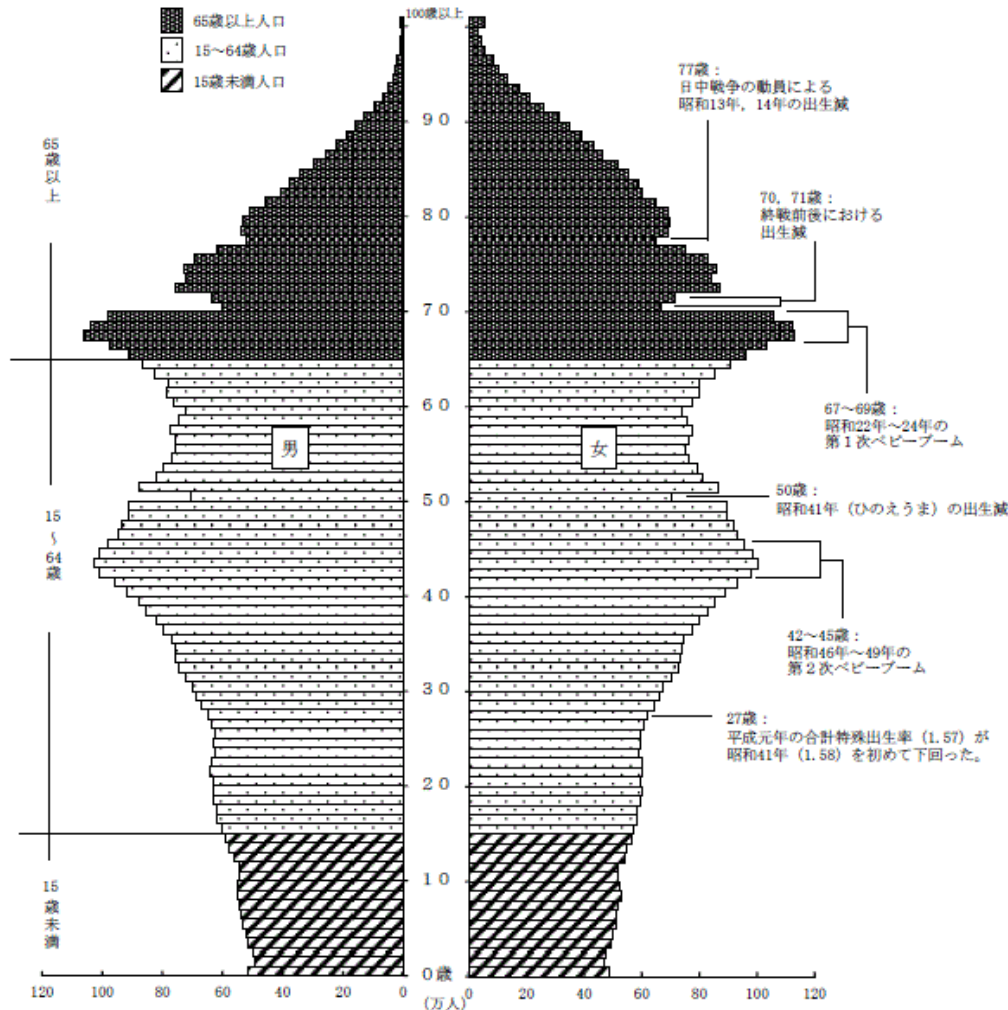 65歳以上人口
15～64歳人口
15歳未満人口
100歳以上
90
80
70
60
50
40
30
20
10
0歳
65歳以上
15～64歳
15歳未満
男
女
77歳：
日中戦争の動員による
昭和13年，14年の出生減
70，71歳：
終戦前後における
出生減
67～69歳：
昭和22年～24年の
第１次ベビーブーム
50歳：
昭和41年（ひのえうま）の出生減
42～45歳：
昭和46年～49年の
第２次ベビーブーム
27歳：
平成元年の合計特殊出生率（1.57）が
昭和41年（1.58）を初めて下回った。
120 100 80 60 40 20 0
(万人)
0 20 40 60 80 100 120